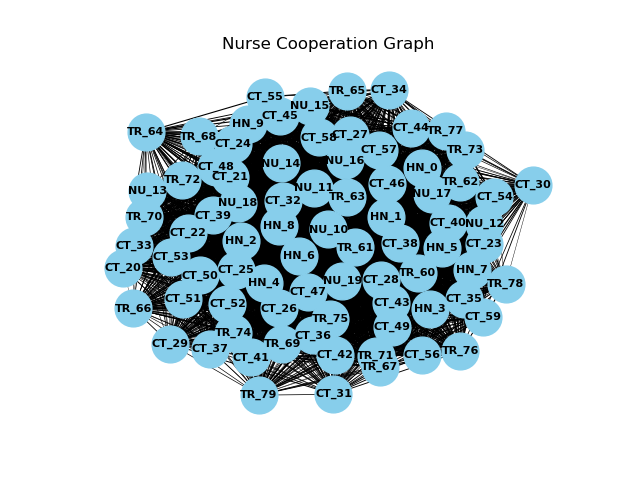 Nurse Cooperation Graph
CT_34
TR_65
CT_55
NU_15
CT_45
HN_9
CT_44
TR_77
TR_64
CT_27
TR_68
CT_58
CT_24
CT_57
TR_73
NU_16
NU_14
CT_48
HN_0
CT_21
TR_72
TR_62
CT_46
CT_30
NU_11
NU_13
NU_17
TR_63
CT_54
CT_32
NU_18
CT_39
TR_70
HN_1
CT_40
NU_12
HN_8
NU_10
CT_22
HN_2
CT_38
CT_23
CT_33
TR_61
HN_5
HN_6
CT_53
CT_20
CT_25
HN_7
TR_60
CT_50
CT_28
NU_19
HN_4
TR_78
CT_47
CT_51
CT_35
CT_52
CT_43
TR_66
CT_26
HN_3
CT_59
TR_75
CT_49
TR_74
CT_36
CT_29
TR_69
CT_37
TR_76
CT_42
TR_71
CT_56
CT_41
TR_67
CT_31
TR_79